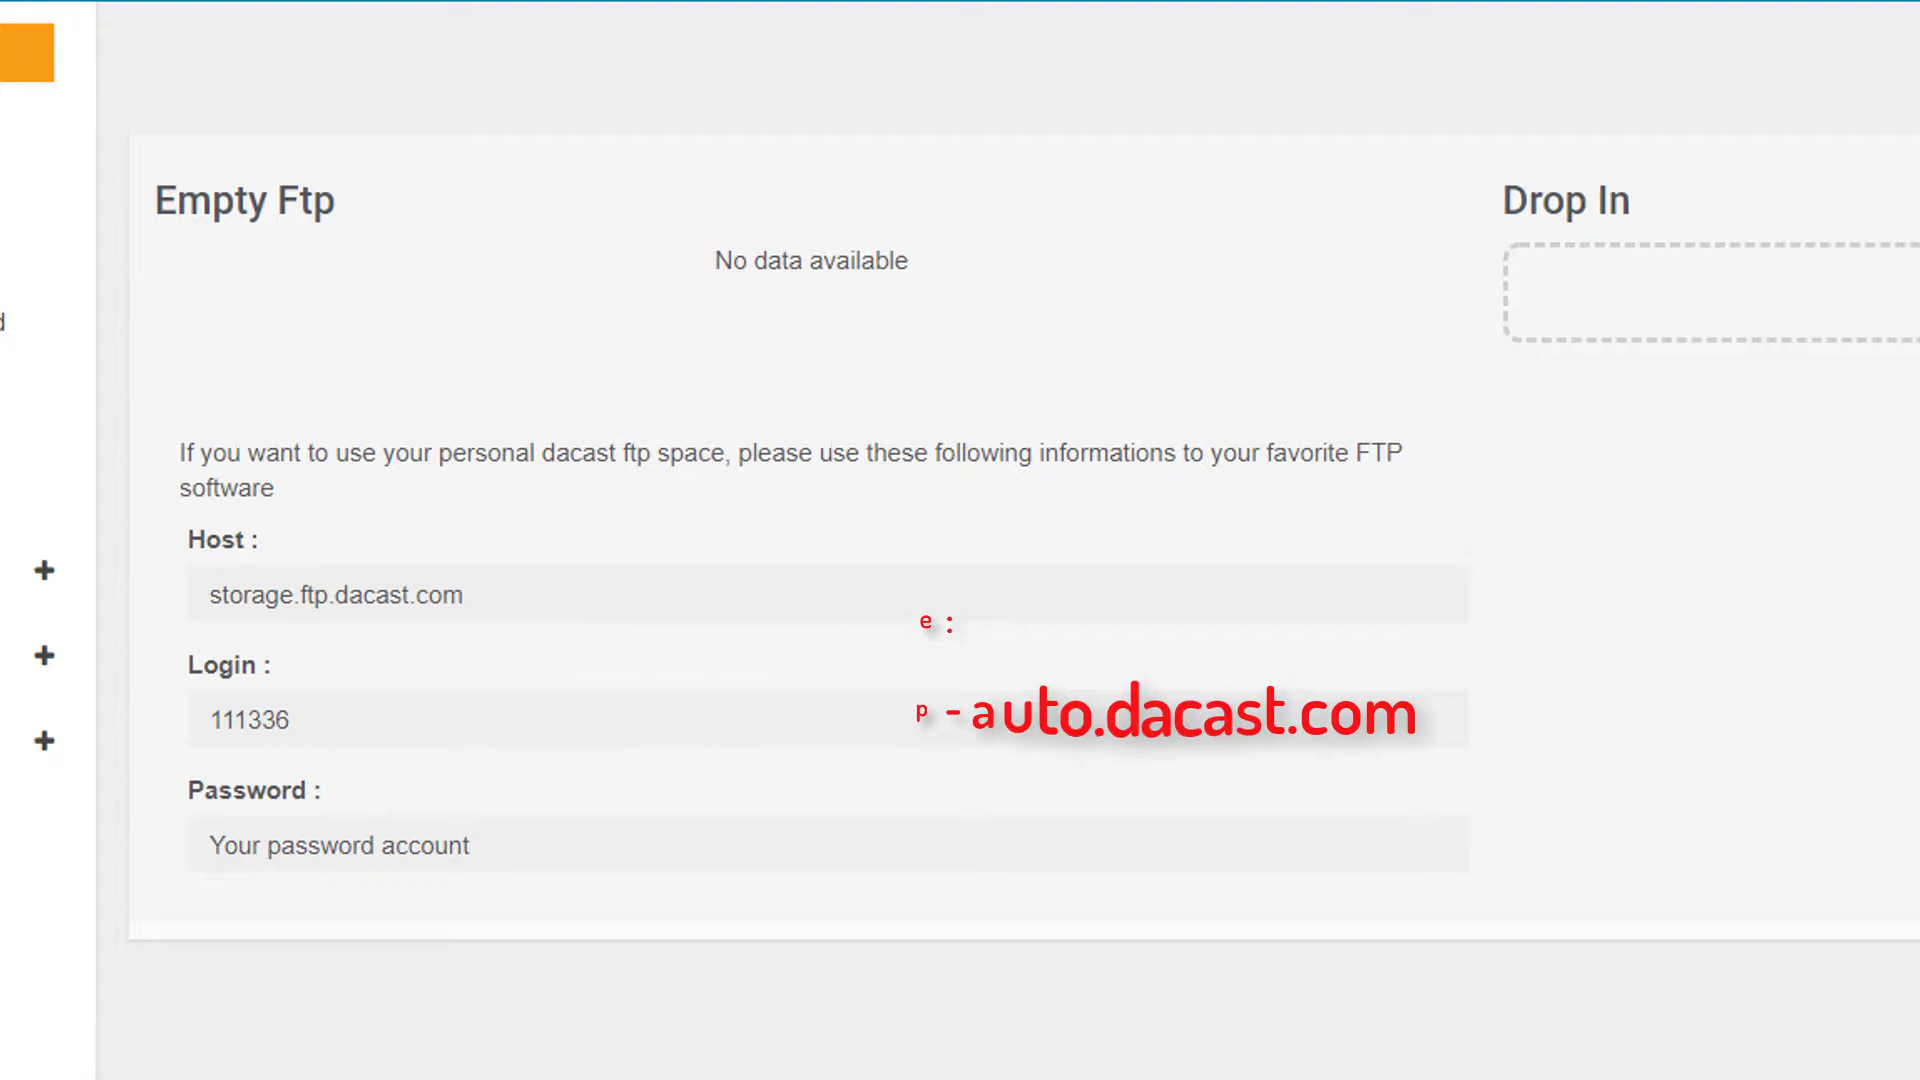 Empty Ftp
Drop In
No data available
If you want to use your personal dacast ftp space, please use these following informations to your favorite FTP
software
Host :
storage.ftp.dacast.com
e :
Login :
111336
p - auto.dacast.com
Password :
Your password account